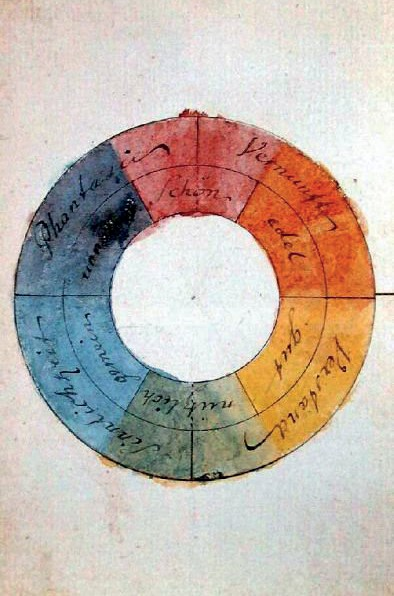 Vernunft
Verstand
Sinnlichkeit
Phantasie
Schön
edel
gut
nützlich
gemein